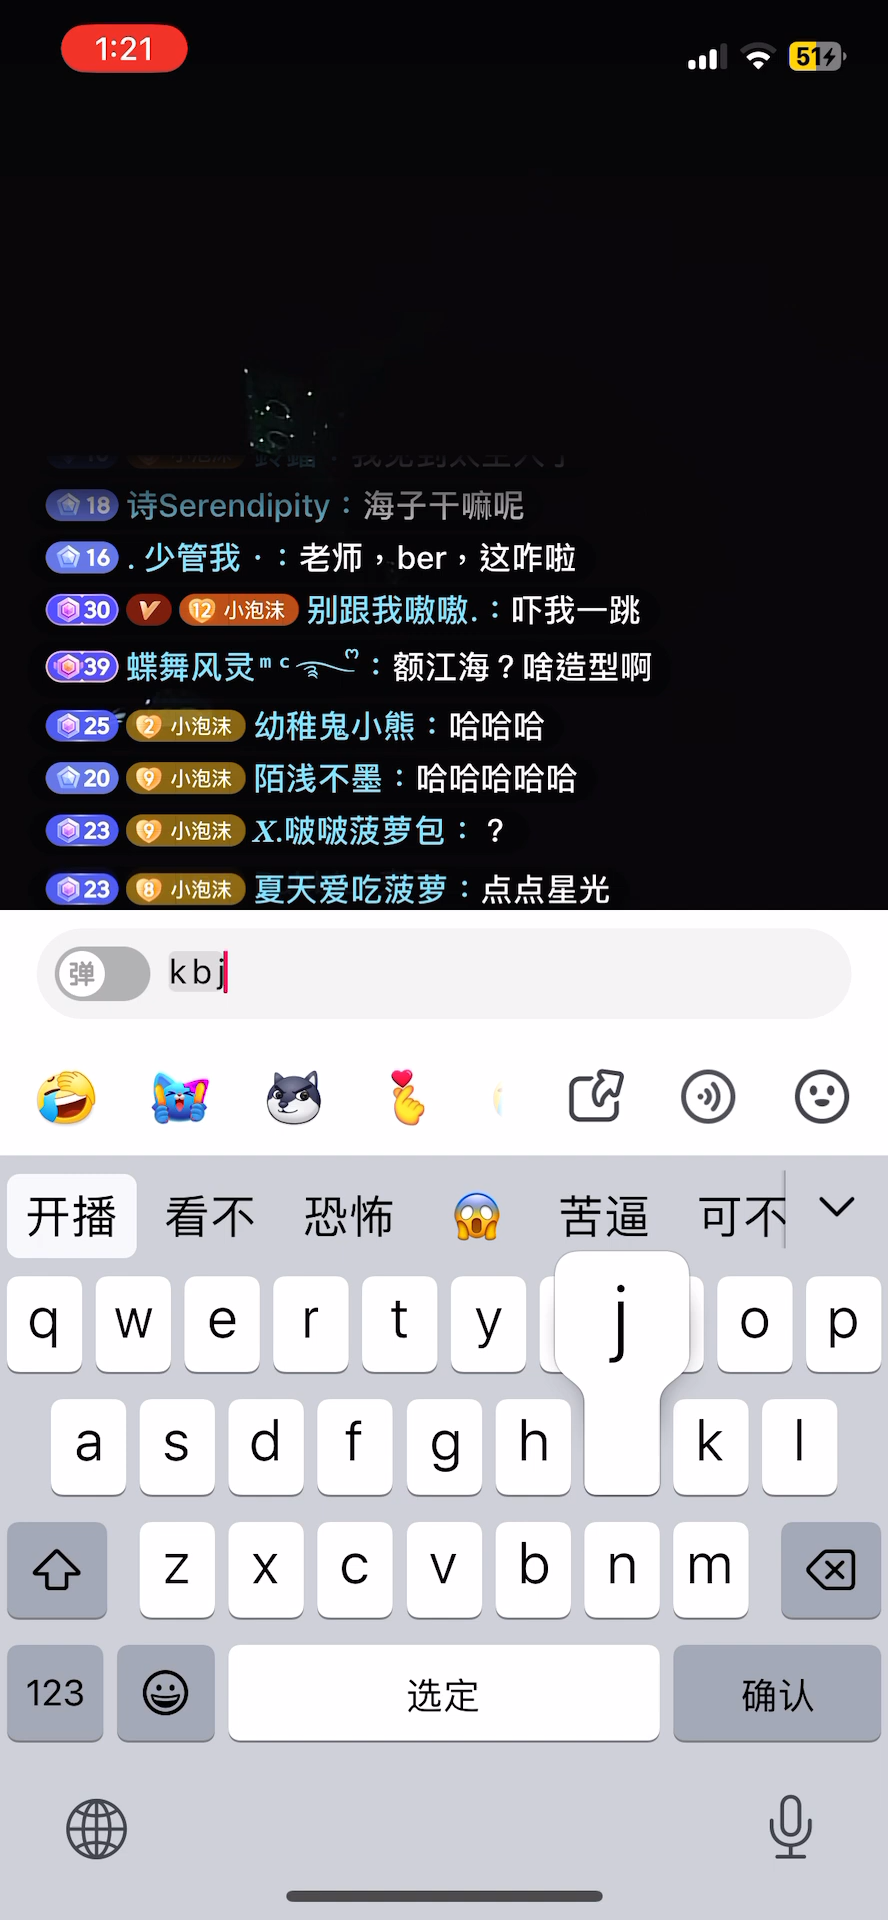 1:21
51
18 诗Serendipity：海子干嘛呢
16 . 少管我 ·：老师，ber，这咋啦
30 12 小泡沫 别跟我嗷嗷.：吓我一跳
39 蝶舞风灵ᵐ ᶜ：额江海？啥造型啊
25 2 小泡沫 幼稚鬼小熊：哈哈哈
20 9 小泡沫 陌浅不墨：哈哈哈哈哈
23 9 小泡沫 X.啵啵菠萝包：？
23 8 小泡沫 夏天爱吃菠萝：点点星光
弹 kbj
开播 看不 恐怖 😱 苦逼 可不
q w e r t y j o p
a s d f g h k l
z x c v b n m
123 选定 确认